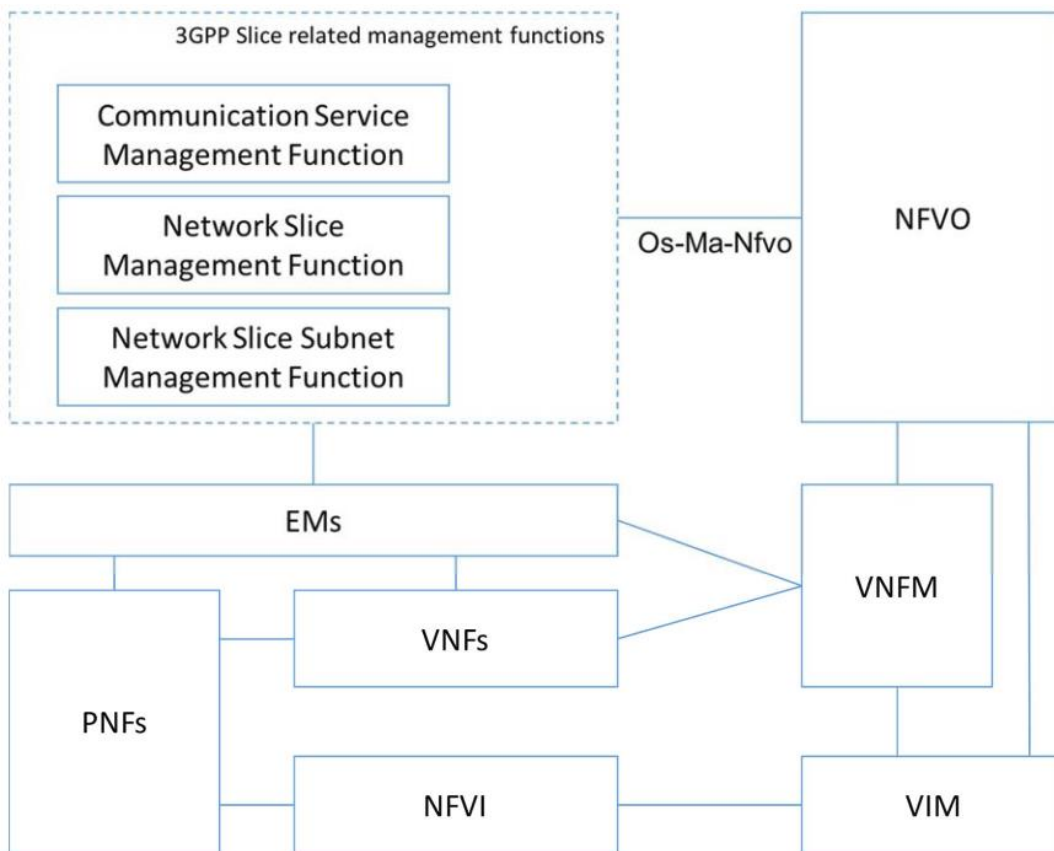 3GPP Slice related management functions
Communication Service
Management Function
Network Slice
Management Function
Network Slice Subnet
Management Function
Os-Ma-Nfvo
NFVO
EMs
VNFM
VNFs
PNFs
NFVI
VIM